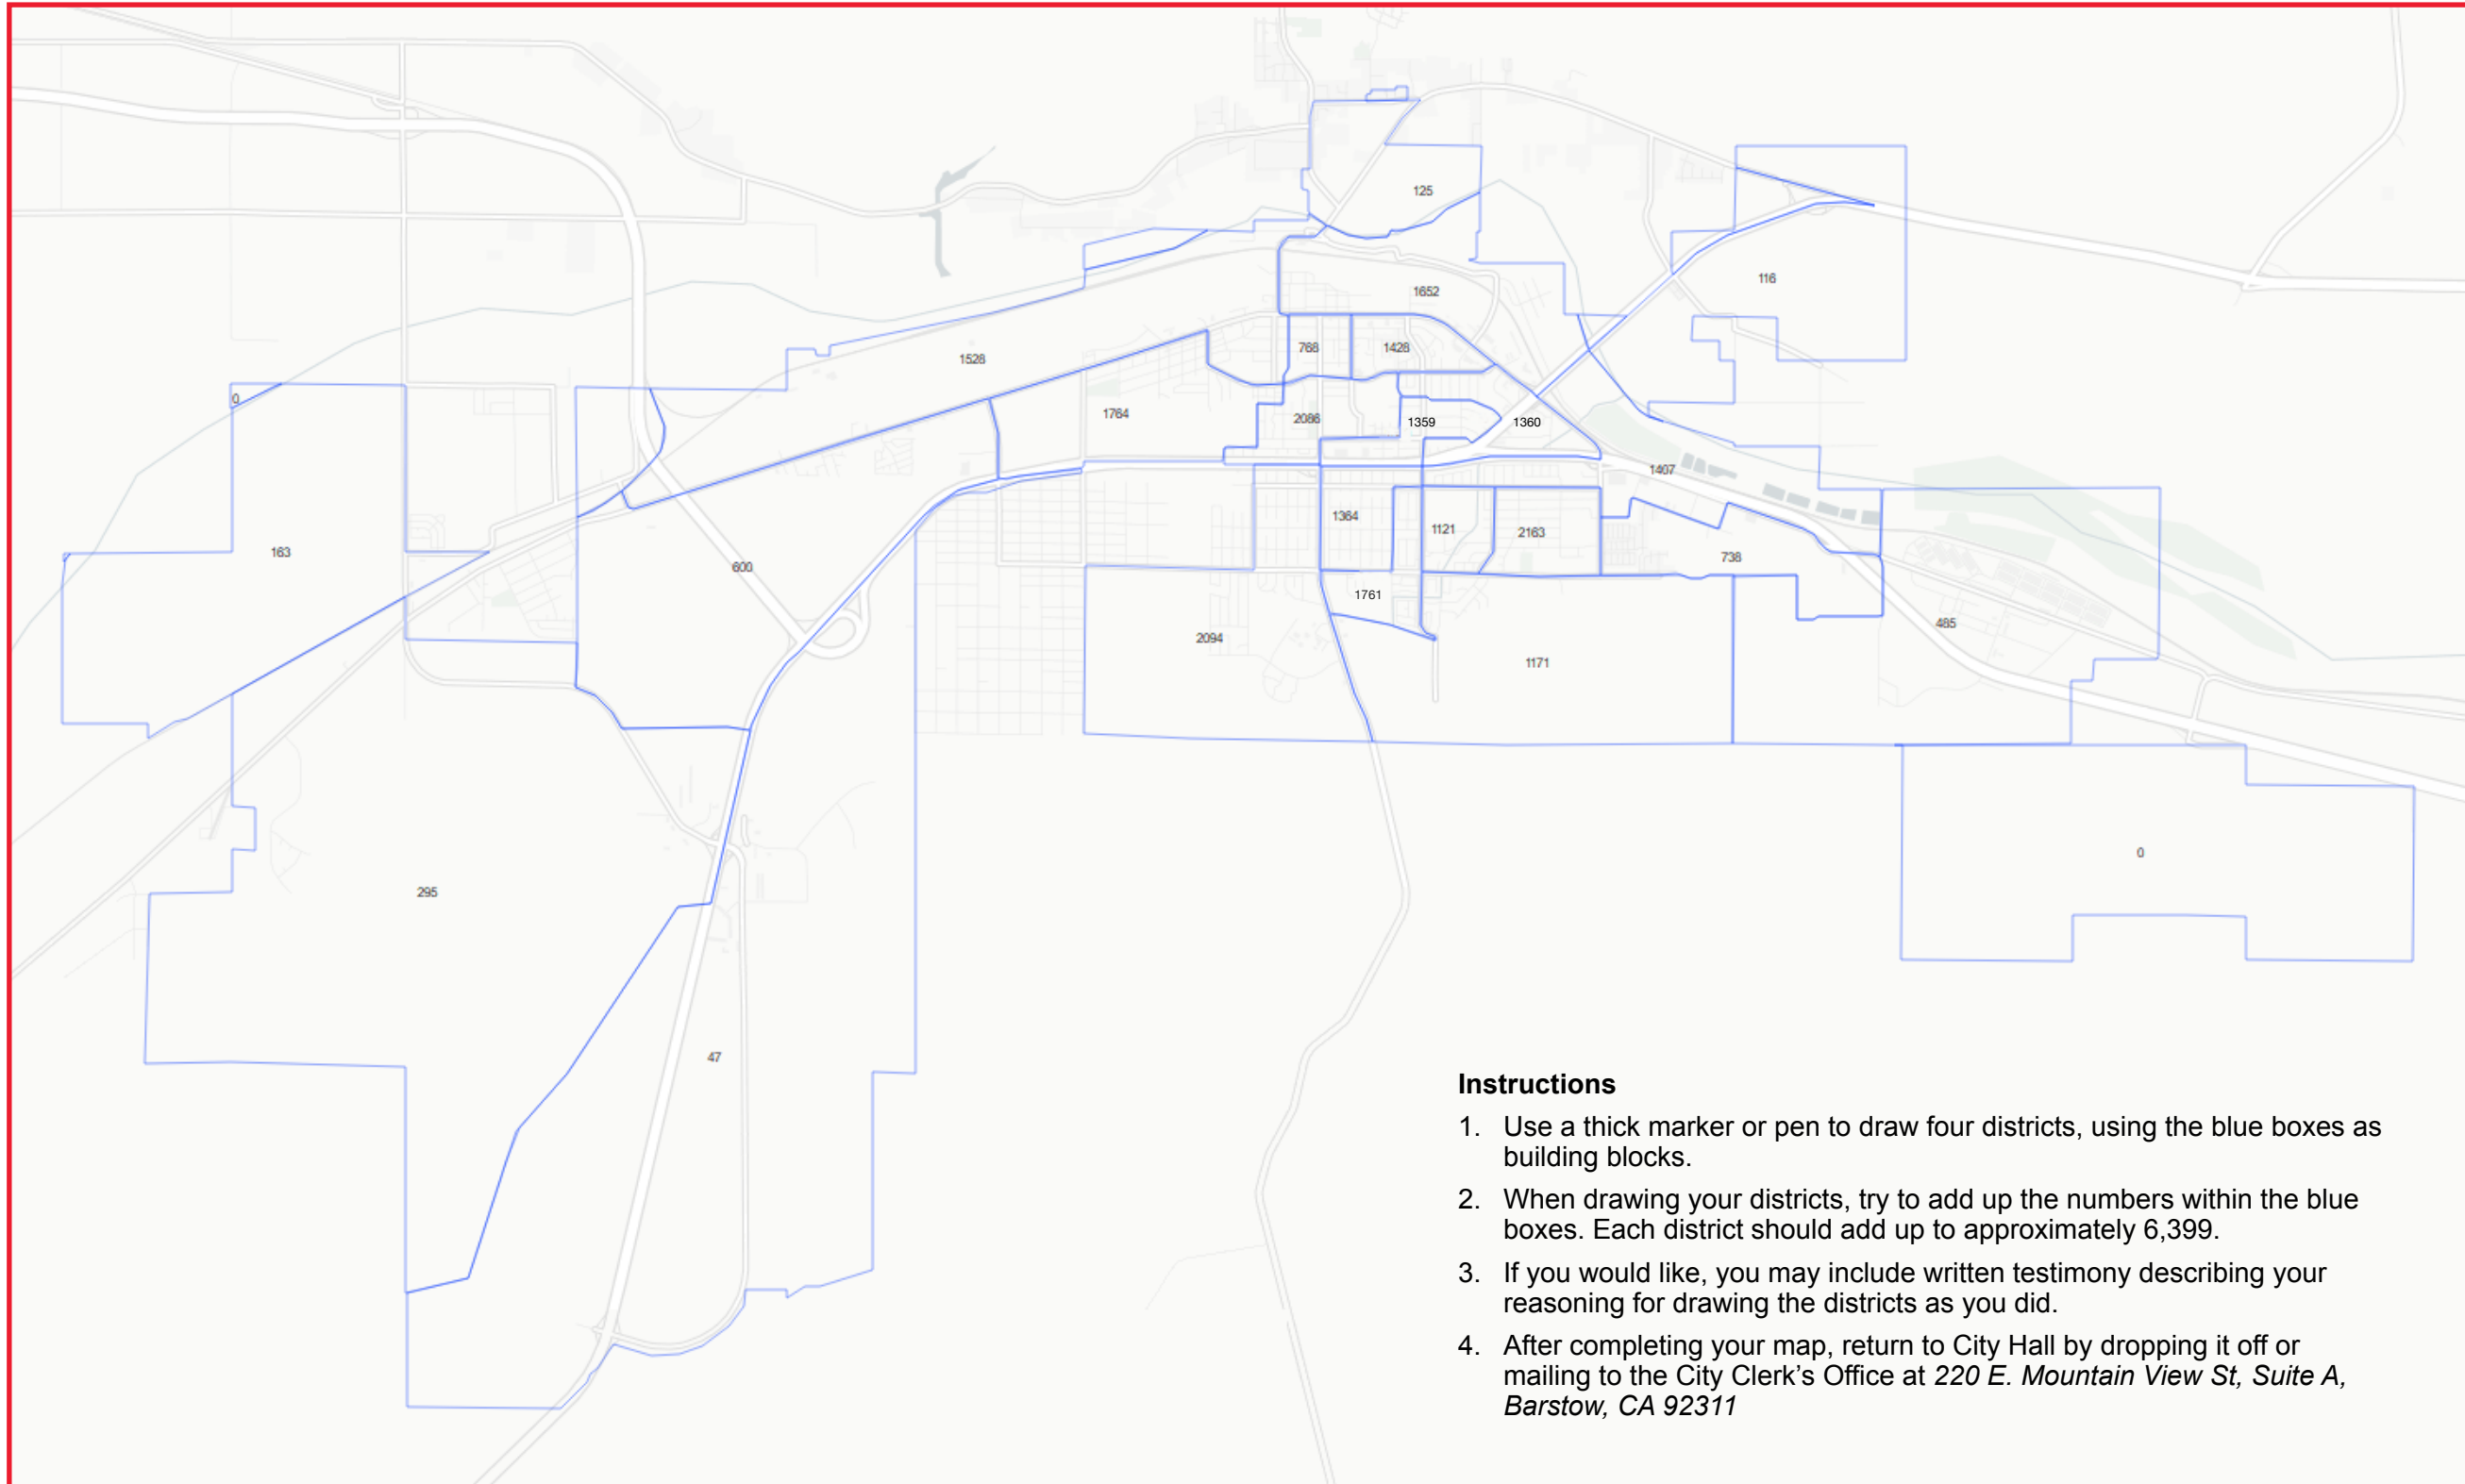 125
116
1652
768
1428
1528
0
1764
2086
1359
1360
1407
1364
1121
2163
163
600
738
1761
2094
485
1171
0
295
47
Instructions
1. Use a thick marker or pen to draw four districts, using the blue boxes as
building blocks.
2. When drawing your districts, try to add up the numbers within the blue
boxes. Each district should add up to approximately 6,399.
3. If you would like, you may include written testimony describing your
reasoning for drawing the districts as you did.
4. After completing your map, return to City Hall by dropping it off or
mailing to the City Clerk’s Office at 220 E. Mountain View St, Suite A,
Barstow, CA 92311